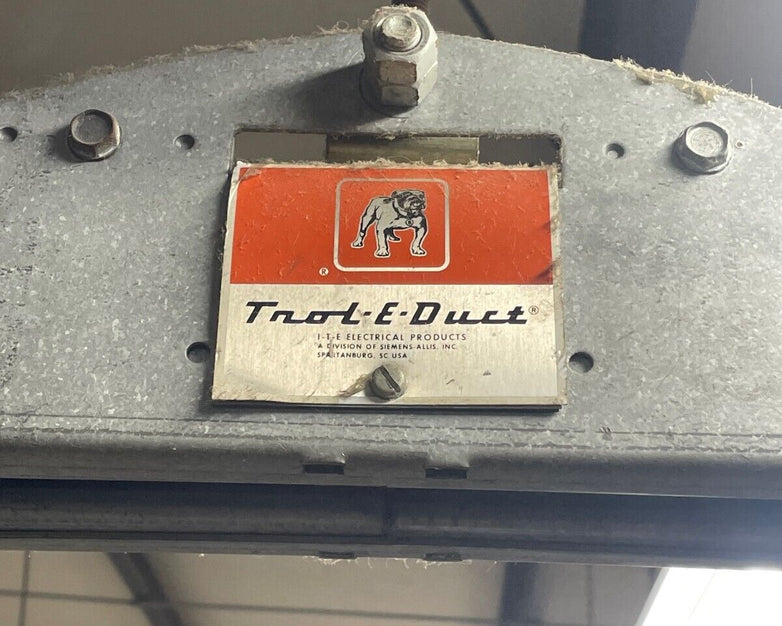 ®
Trol-E-Duct®
I-T-E ELECTRICAL PRODUCTS
A DIVISION OF SIEMENS-ALLIS, INC.
SPARTANBURG, SC USA